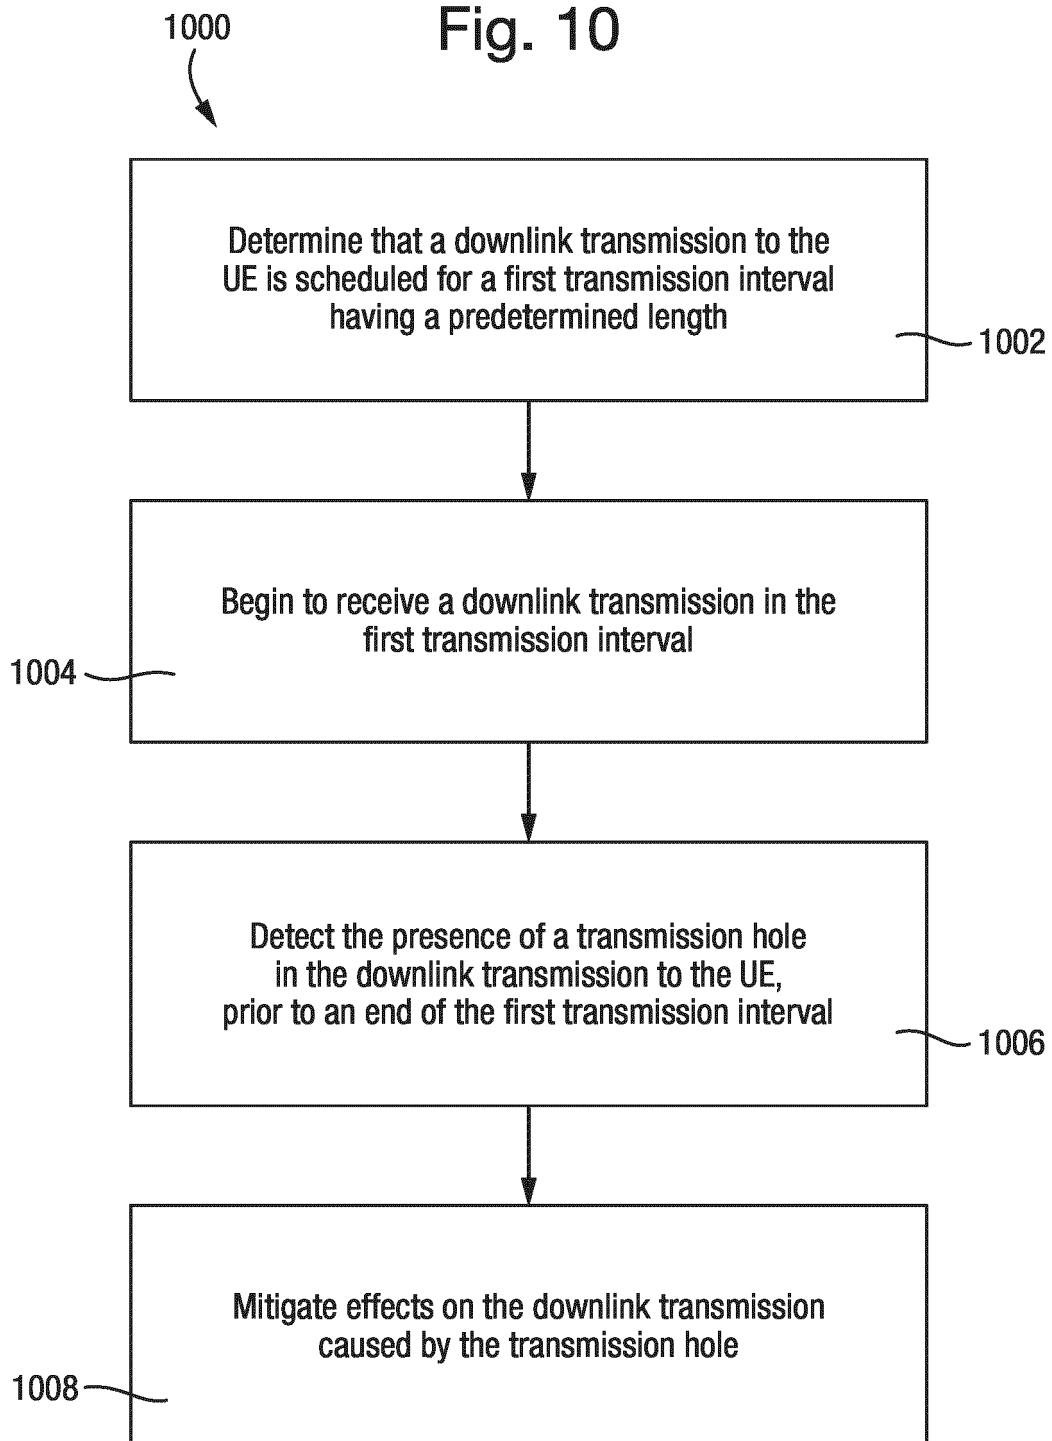 Fig. 10
1000
Determine that a downlink transmission to the
UE is scheduled for a first transmission interval
having a predetermined length
1002
Begin to receive a downlink transmission in the
first transmission interval
1004
Detect the presence of a transmission hole
in the downlink transmission to the UE,
prior to an end of the first transmission interval
1006
Mitigate effects on the downlink transmission
caused by the transmission hole
1008